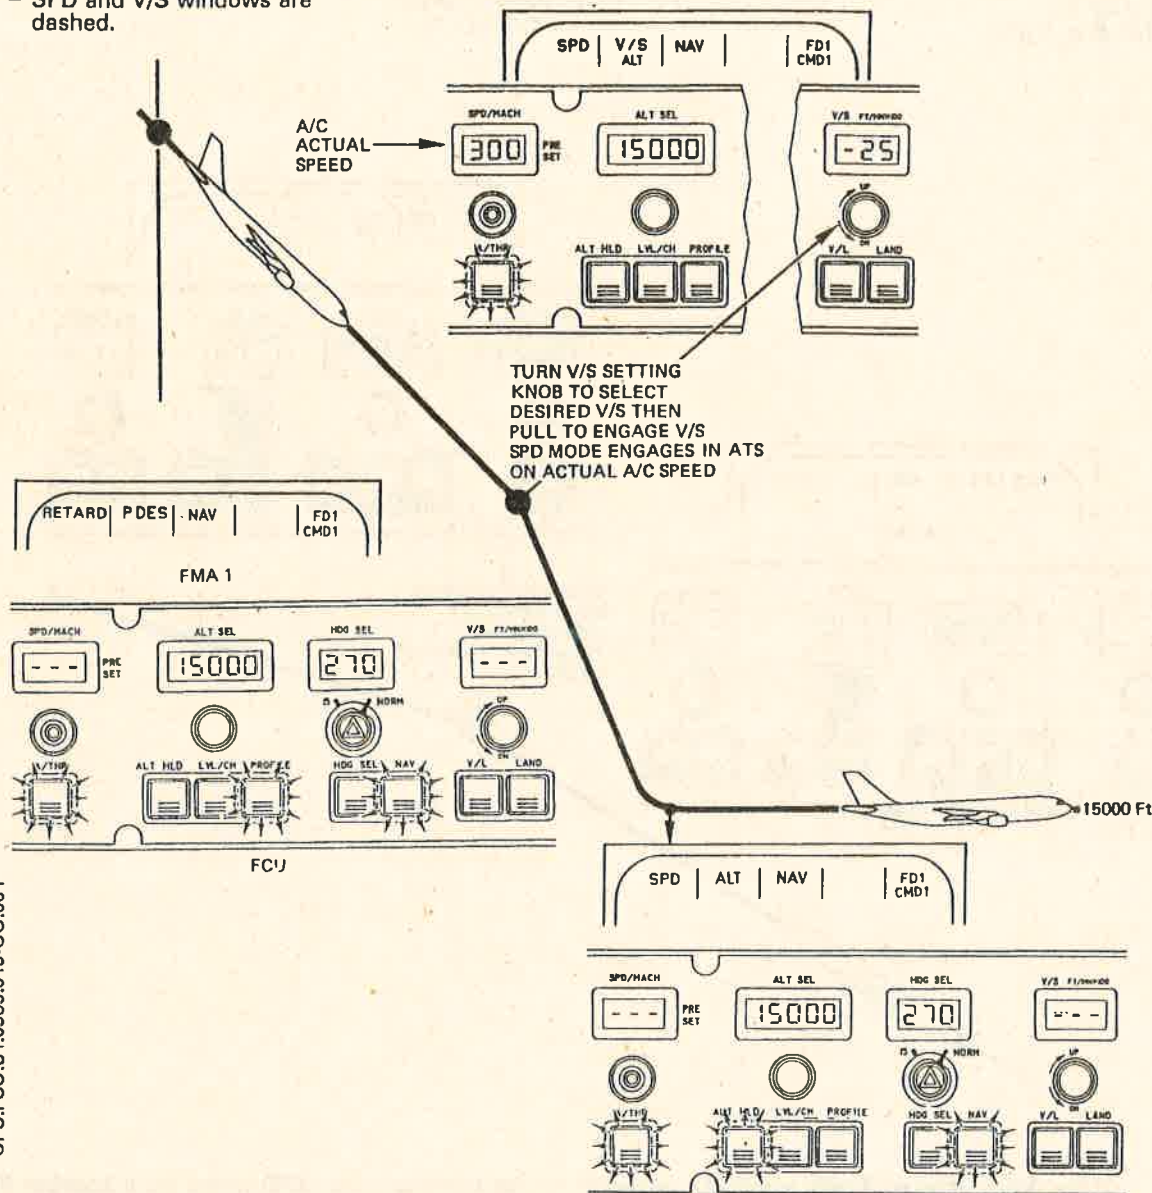 – SPD and V/S windows are
dashed.
SPD | V/S | NAV | | FD1
ALT CMD1
SPD/MACH ALT SEL V/S
A/C
ACTUAL
SPEED
300 PRE
SET
15000
-25
UP
DN
ALT HLD LVL/CH PROFILE
V/L LAND
TURN V/S SETTING
KNOB TO SELECT
DESIRED V/S THEN
PULL TO ENGAGE V/S
SPD MODE ENGAGES IN ATS
ON ACTUAL A/C SPEED
RETARD | P DES | NAV | | FD1
CMD1
FMA 1
SPD/MACH ALT SEL HDG SEL V/S
--- PRE
SET
15000
270
---
NORM
UP
DN
ALT HLD LVL/CH PROFILE HDG SEL NAV V/L LAND
FCU
15000 Ft
SPD | ALT | NAV | | FD1
CMD1
SPD/MACH ALT SEL HDG SEL V/S
--- PRE
SET
15000
270
---
NORM
UP
DN
ALT HLD LVL/CH PROFILE HDG SEL NAV V/L LAND